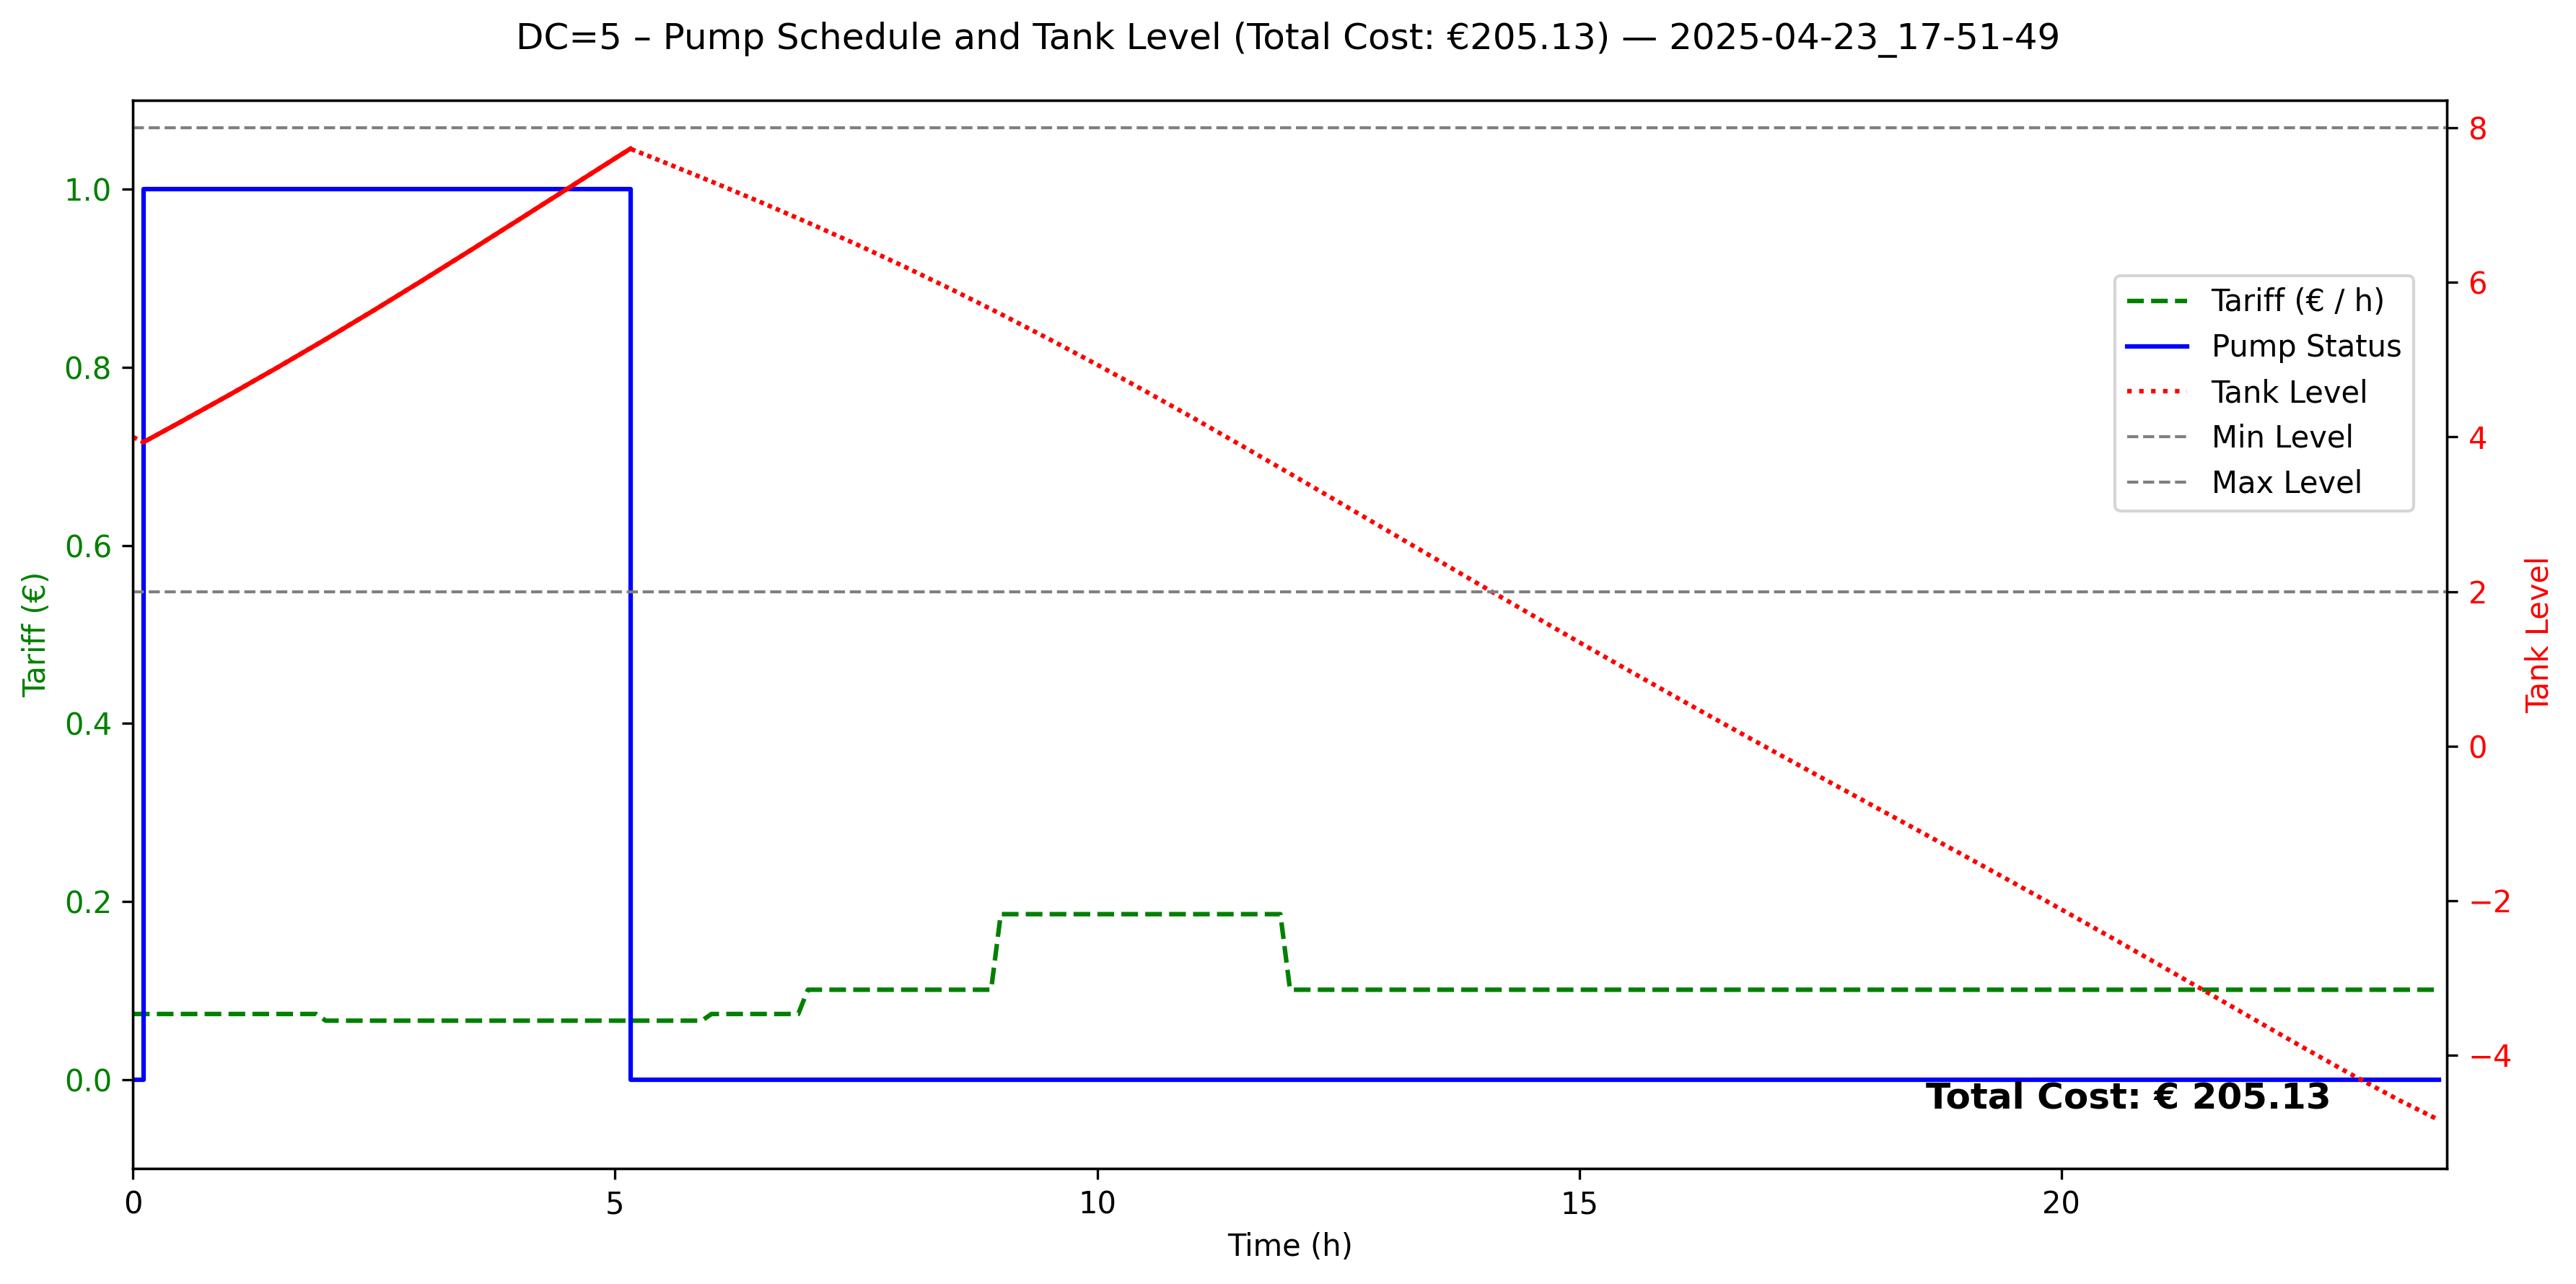 DC=5 – Pump Schedule and Tank Level (Total Cost: €205.13) — 2025-04-23_17-51-49
1.0
0.8
0.6
0.4
0.2
0.0
Tariff (€)
8
6
4
2
0
−2
−4
Tank Level
Tariff (€ / h)
Pump Status
Tank Level
Min Level
Max Level
Total Cost: € 205.13
0 5 10 15 20
Time (h)